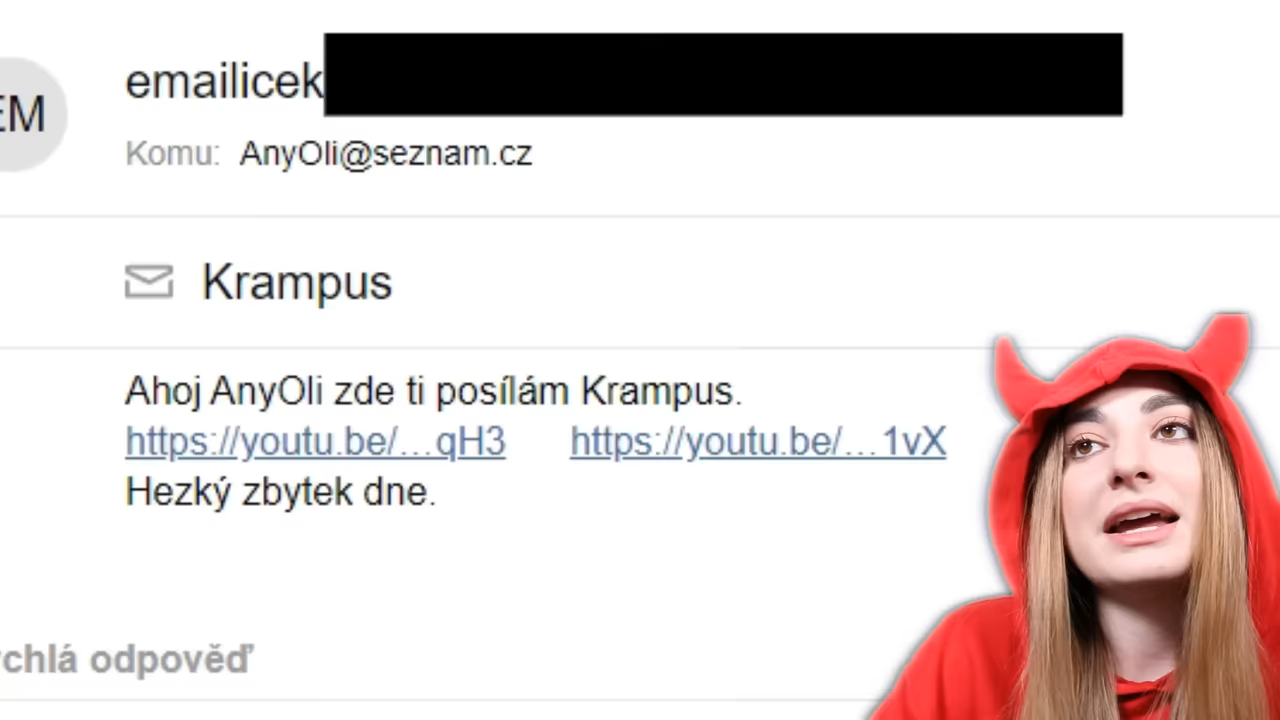 emailicek
EM
Komu: AnyOli@seznam.cz
Krampus
Ahoj AnyOli zde ti posílám Krampus.
https://youtu.be/...qH3 https://youtu.be/...1vX
Hezký zbytek dne.
rychlá odpověď